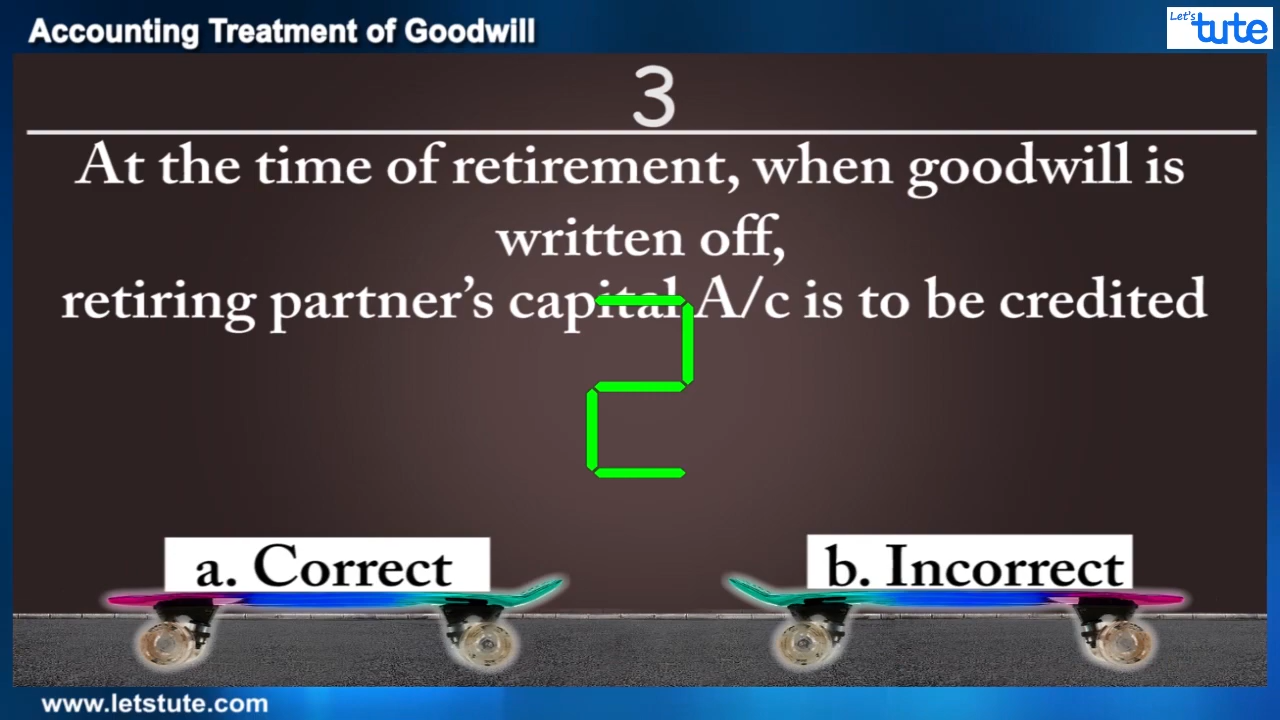 Accounting Treatment of Goodwill
Let's
tute
3
At the time of retirement, when goodwill is
written off,
retiring partner’s capital A/c is to be credited
2
a. Correct
b. Incorrect
www.letstute.com